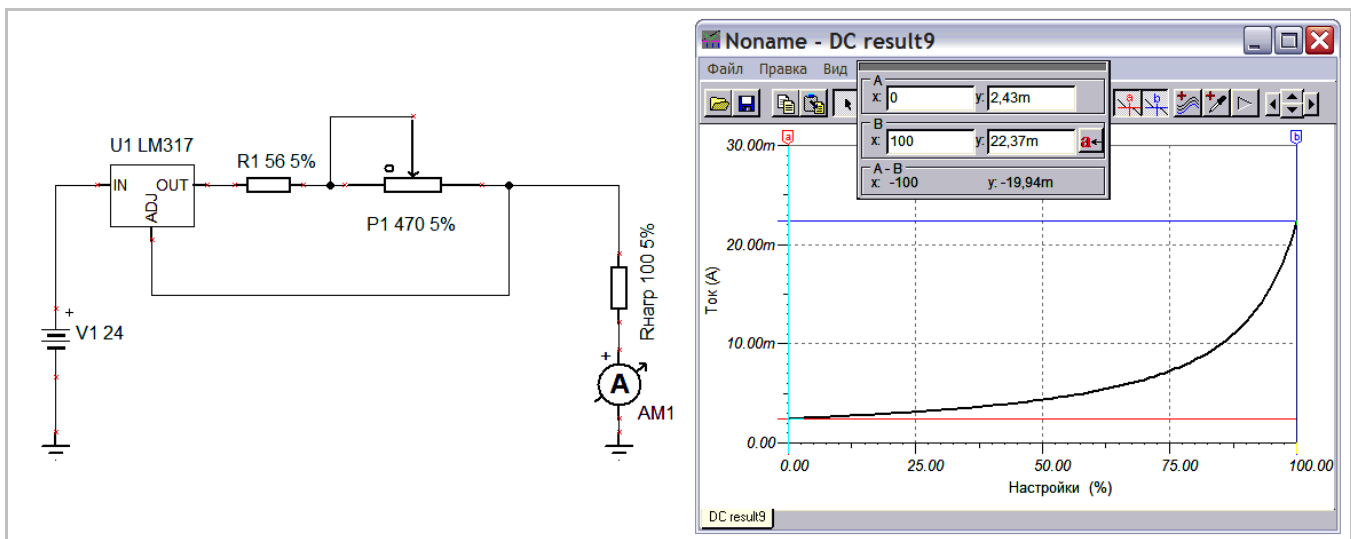 U1 LM317
IN OUT
ADJ
R1 56 5%
P1 470 5%
+
V1 24
Rнагр 100 5%
+
A
AM1
Noname - DC result9
Файл Правка Вид
A
x: 0 y: 2,43m
B
x: 100 y: 22,37m a
A - B
x: -100 y: -19,94m
a b
a b
30.00m
20.00m
10.00m
0.00
Ток (A)
0.00 25.00 50.00 75.00 100.00
Настройки (%)
DC result9